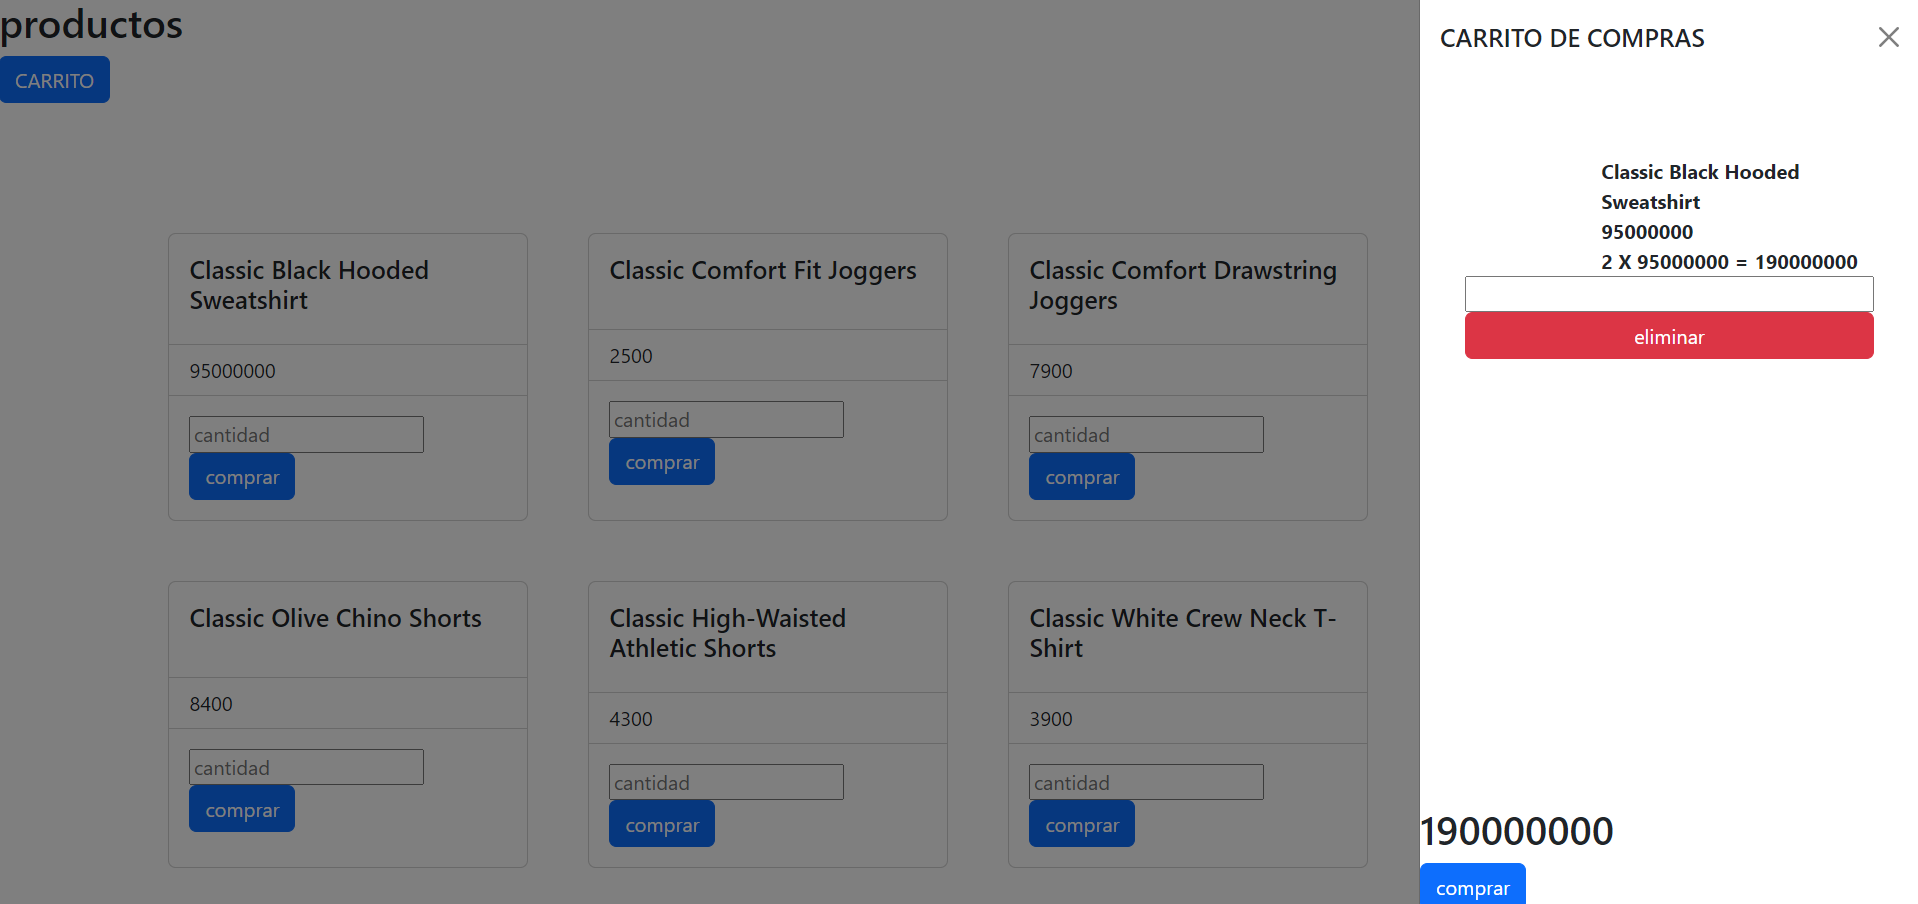 productos
CARRITO
Classic Black Hooded
Sweatshirt
95000000
cantidad
comprar
Classic Comfort Fit Joggers
2500
cantidad
comprar
Classic Comfort Drawstring
Joggers
7900
cantidad
comprar
Classic Olive Chino Shorts
8400
cantidad
comprar
Classic High-Waisted
Athletic Shorts
4300
cantidad
comprar
Classic White Crew Neck T-
Shirt
3900
cantidad
comprar
CARRITO DE COMPRAS
Classic Black Hooded
Sweatshirt
95000000
2 X 95000000 = 190000000
eliminar
190000000
comprar